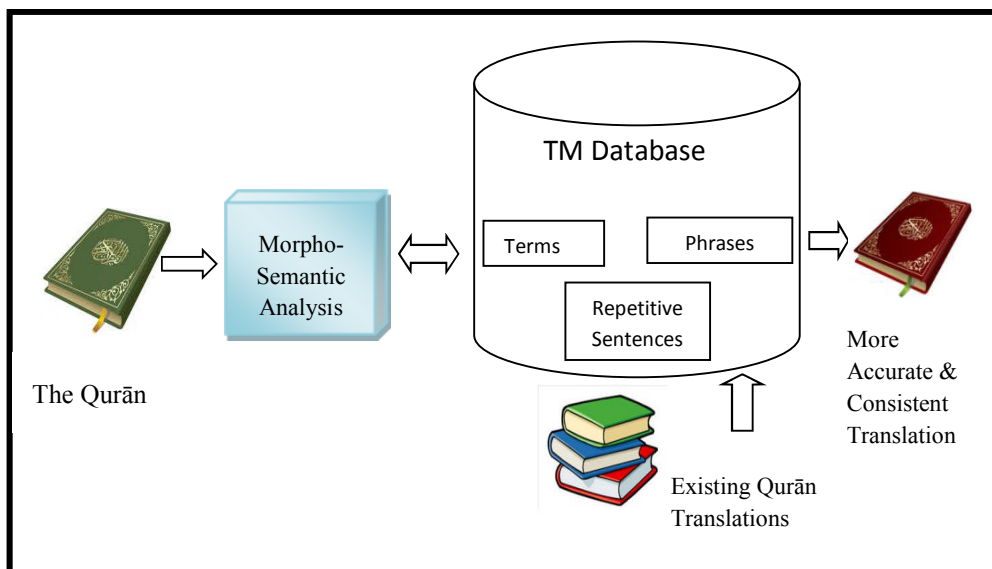 The Qurān
Morpho-
Semantic
Analysis
TM Database
Terms
Phrases
Repetitive
Sentences
Existing Qurān
Translations
More
Accurate &
Consistent
Translation